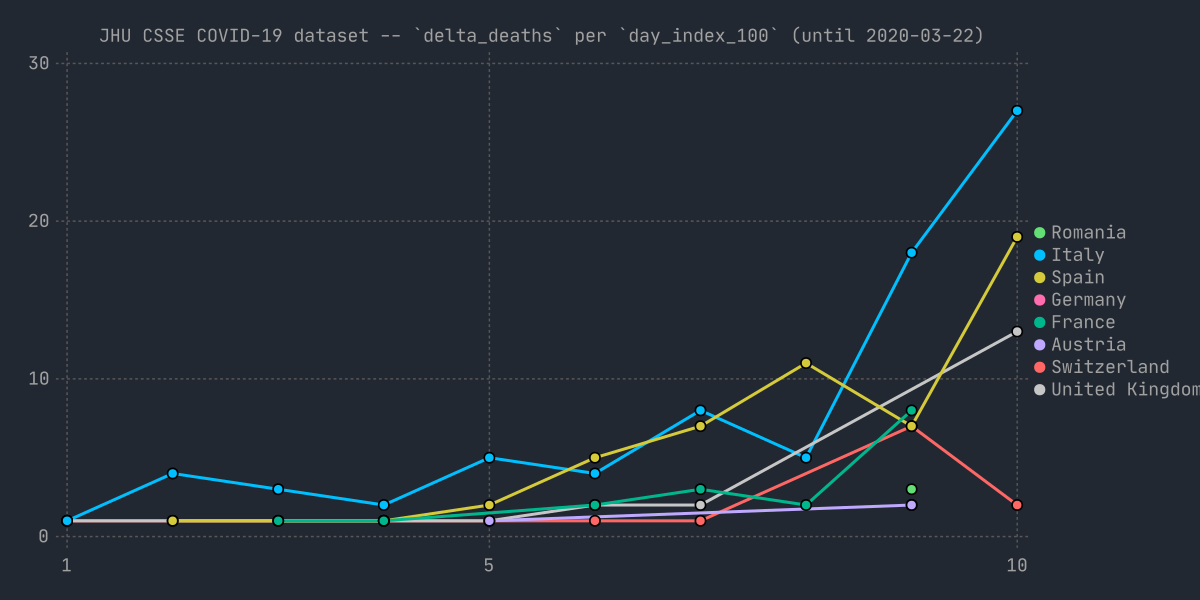 JHU CSSE COVID-19 dataset -- `delta_deaths` per `day_index_100` (until 2020-03-22)
30
20
10
0
1 5 10
Romania
Italy
Spain
Germany
France
Austria
Switzerland
United Kingdom